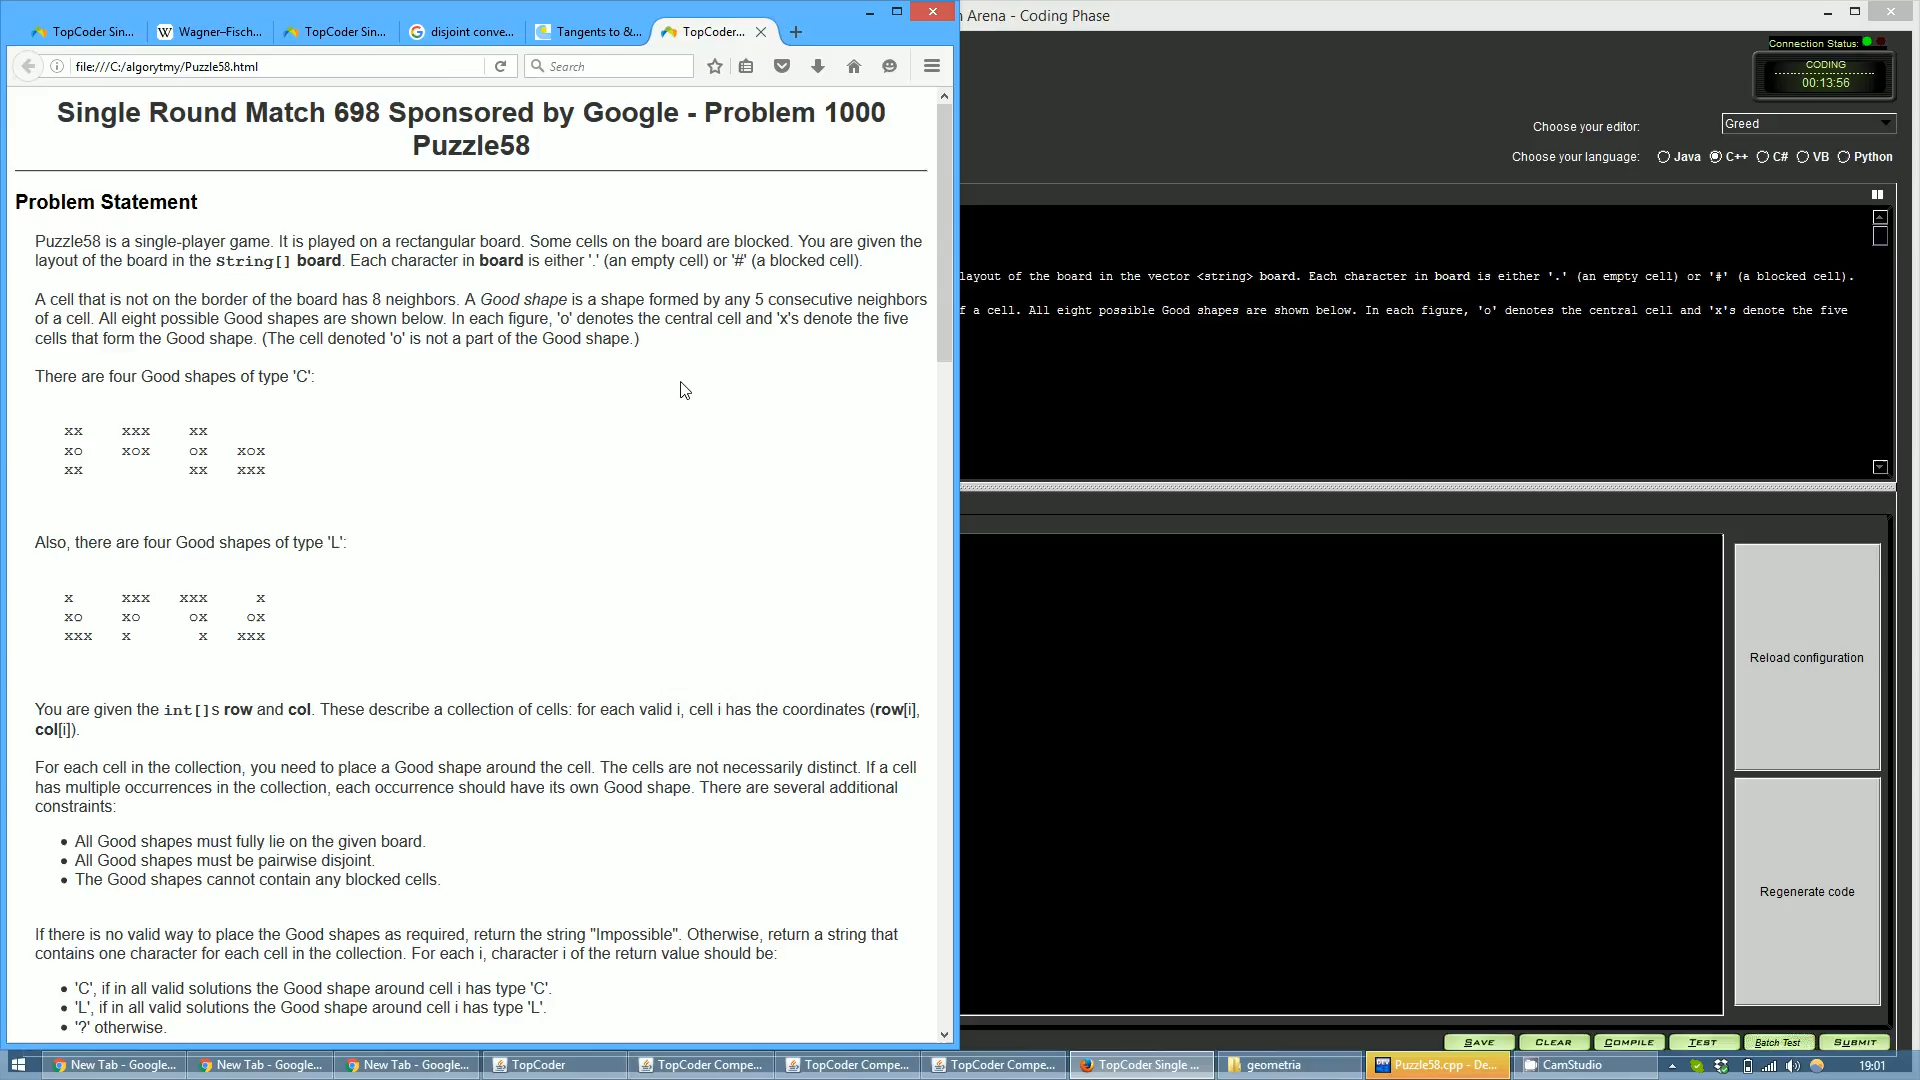 TopCoder Sin...
Wagner–Fisch...
TopCoder Sin...
disjoint conve...
Tangents to &...
TopCoder...
n Arena - Coding Phase
file:///C:/algorytmy/Puzzle58.html
Search
Connection Status:
CODING
00:13:56
Choose your editor:
Greed
Choose your language:
Java
C++
C#
VB
Python
Single Round Match 698 Sponsored by Google - Problem 1000
Puzzle58
Problem Statement
Puzzle58 is a single-player game. It is played on a rectangular board. Some cells on the board are blocked. You are given the
layout of the board in the String[] board. Each character in board is either '.' (an empty cell) or '#' (a blocked cell).
A cell that is not on the border of the board has 8 neighbors. A Good shape is a shape formed by any 5 consecutive neighbors
of a cell. All eight possible Good shapes are shown below. In each figure, 'o' denotes the central cell and 'x's denote the five
cells that form the Good shape. (The cell denoted 'o' is not a part of the Good shape.)
There are four Good shapes of type 'C':
xx xxx xx
xo xox ox xox
xx xx xxx
Also, there are four Good shapes of type 'L':
x xxx xxx x
xo xo ox ox
xxx x x xxx
You are given the int[]s row and col. These describe a collection of cells: for each valid i, cell i has the coordinates (row[i],
col[i]).
For each cell in the collection, you need to place a Good shape around the cell. The cells are not necessarily distinct. If a cell
has multiple occurrences in the collection, each occurrence should have its own Good shape. There are several additional
constraints:
All Good shapes must fully lie on the given board.
All Good shapes must be pairwise disjoint.
The Good shapes cannot contain any blocked cells.
If there is no valid way to place the Good shapes as required, return the string "Impossible". Otherwise, return a string that
contains one character for each cell in the collection. For each i, character i of the return value should be:
'C', if in all valid solutions the Good shape around cell i has type 'C'.
'L', if in all valid solutions the Good shape around cell i has type 'L'.
'?' otherwise.
layout of the board in the vector <string> board. Each character in board is either '.' (an empty cell) or '#' (a blocked cell).
f a cell. All eight possible Good shapes are shown below. In each figure, 'o' denotes the central cell and 'x's denote the five
Reload configuration
Regenerate code
SAVE
CLEAR
COMPILE
TEST
Batch Test
SUBMIT
New Tab - Google...
New Tab - Google...
New Tab - Google...
TopCoder
TopCoder Compe...
TopCoder Compe...
TopCoder Compe...
TopCoder Single ...
geometria
Puzzle58.cpp - De...
CamStudio
19:01